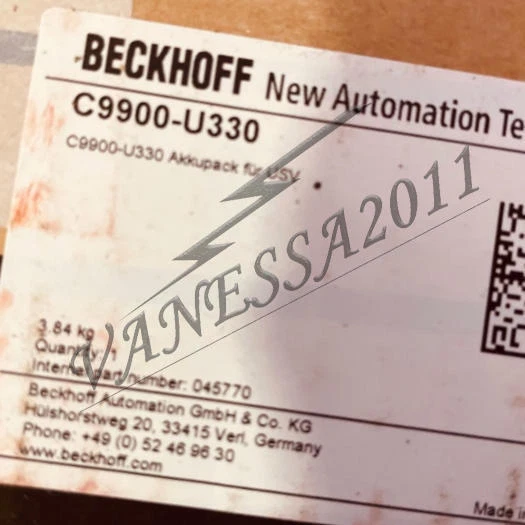 BECKHOFF New Automation Te
C9900-U330
C9900-U330 Akkupack für USV
VANESSA2011
3.84 kg
Quantity: 1
Internal part number: 045770
Beckhoff Automation GmbH & Co. KG
Hülshorstweg 20, 33415 Verl, Germany
Phone: +49 (0) 52 46 96 30
www.beckhoff.com
Made in